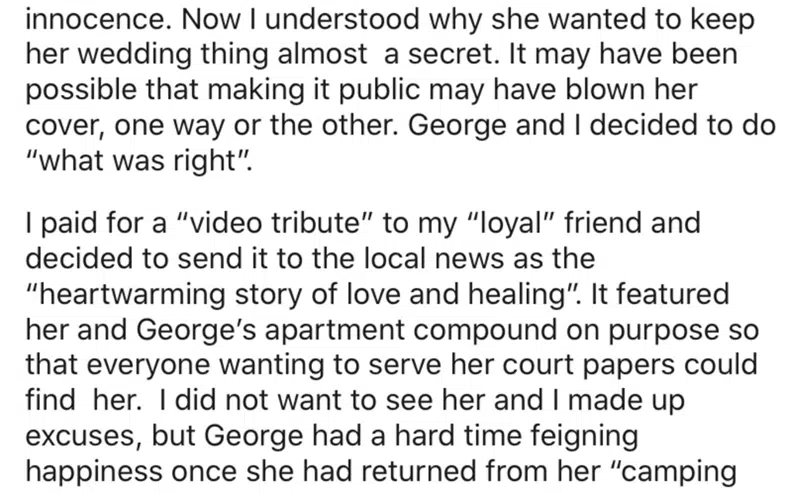 innocence. Now I understood why she wanted to keep
her wedding thing almost  a secret. It may have been
possible that making it public may have blown her
cover, one way or the other. George and I decided to do
“what was right”.
I paid for a “video tribute” to my “loyal” friend and
decided to send it to the local news as the
“heartwarming story of love and healing”. It featured
her and George’s apartment compound on purpose so
that everyone wanting to serve her court papers could
find  her.  I did not want to see her and I made up
excuses, but George had a hard time feigning
happiness once she had returned from her “camping